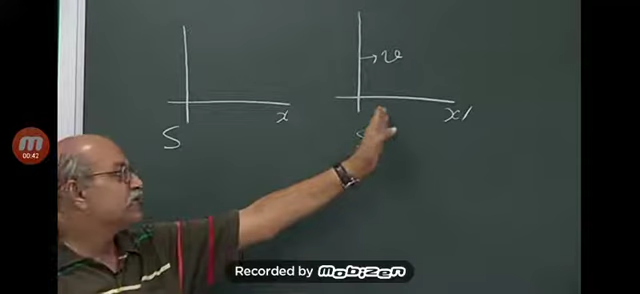 → v
x
x'
S
S
M
00:42
Recorded by mobizen